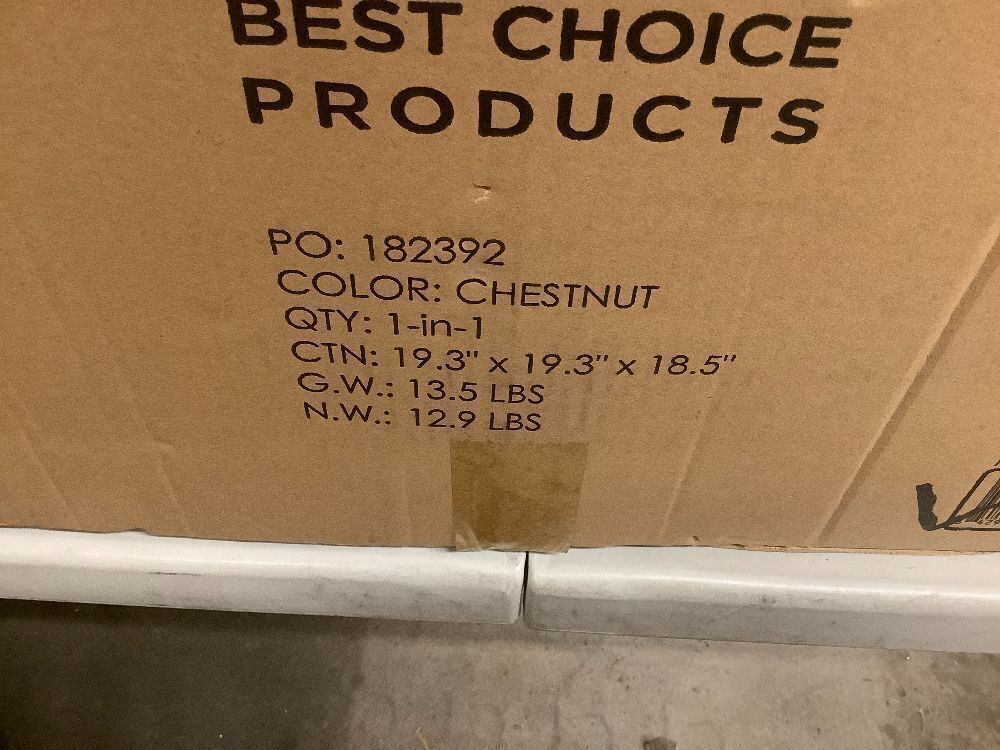 BEST CHOICE
PRODUCTS
PO: 182392
COLOR: CHESTNUT
QTY: 1-in-1
CTN: 19.3" x 19.3" x 18.5"
G.W.: 13.5 LBS
N.W.: 12.9 LBS